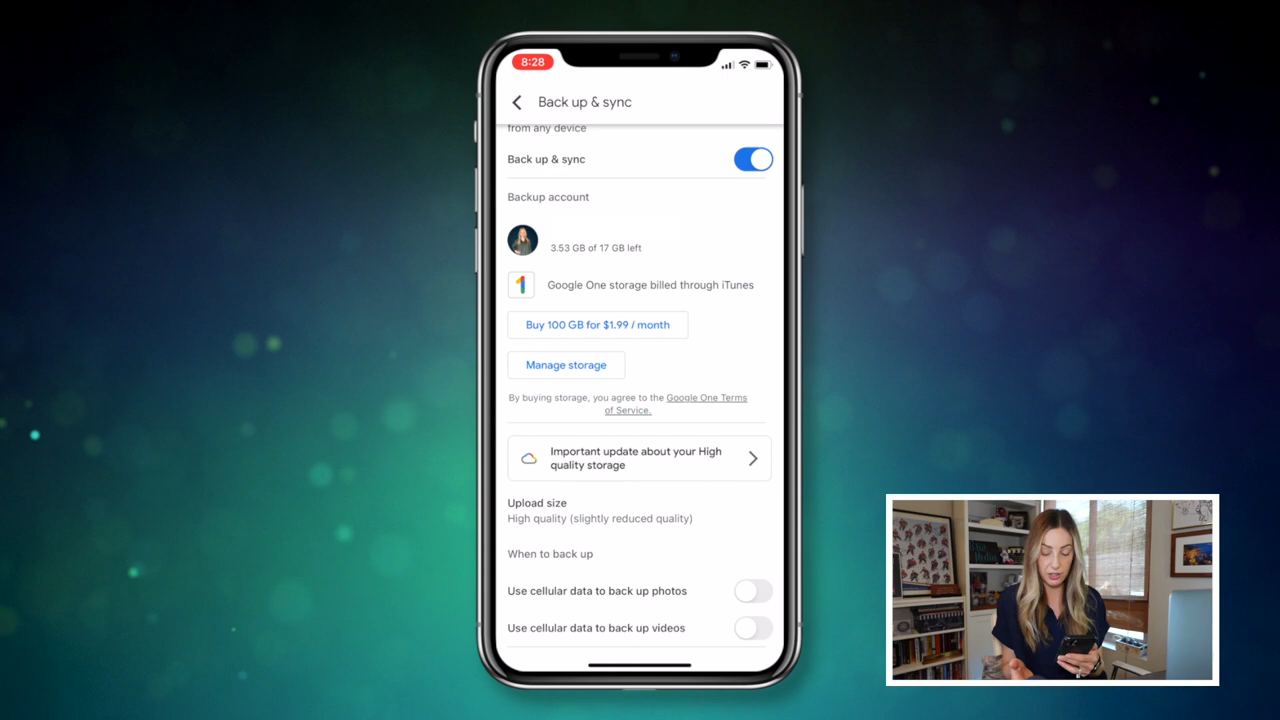 8:28
Back up & sync
from any device
Back up & sync
Backup account
3.53 GB of 17 GB left
1
Google One storage billed through iTunes
Buy 100 GB for $1.99 / month
Manage storage
By buying storage, you agree to the Google One Terms
of Service.
Important update about your High
quality storage
Upload size
High quality (slightly reduced quality)
When to back up
Use cellular data to back up photos
Use cellular data to back up videos